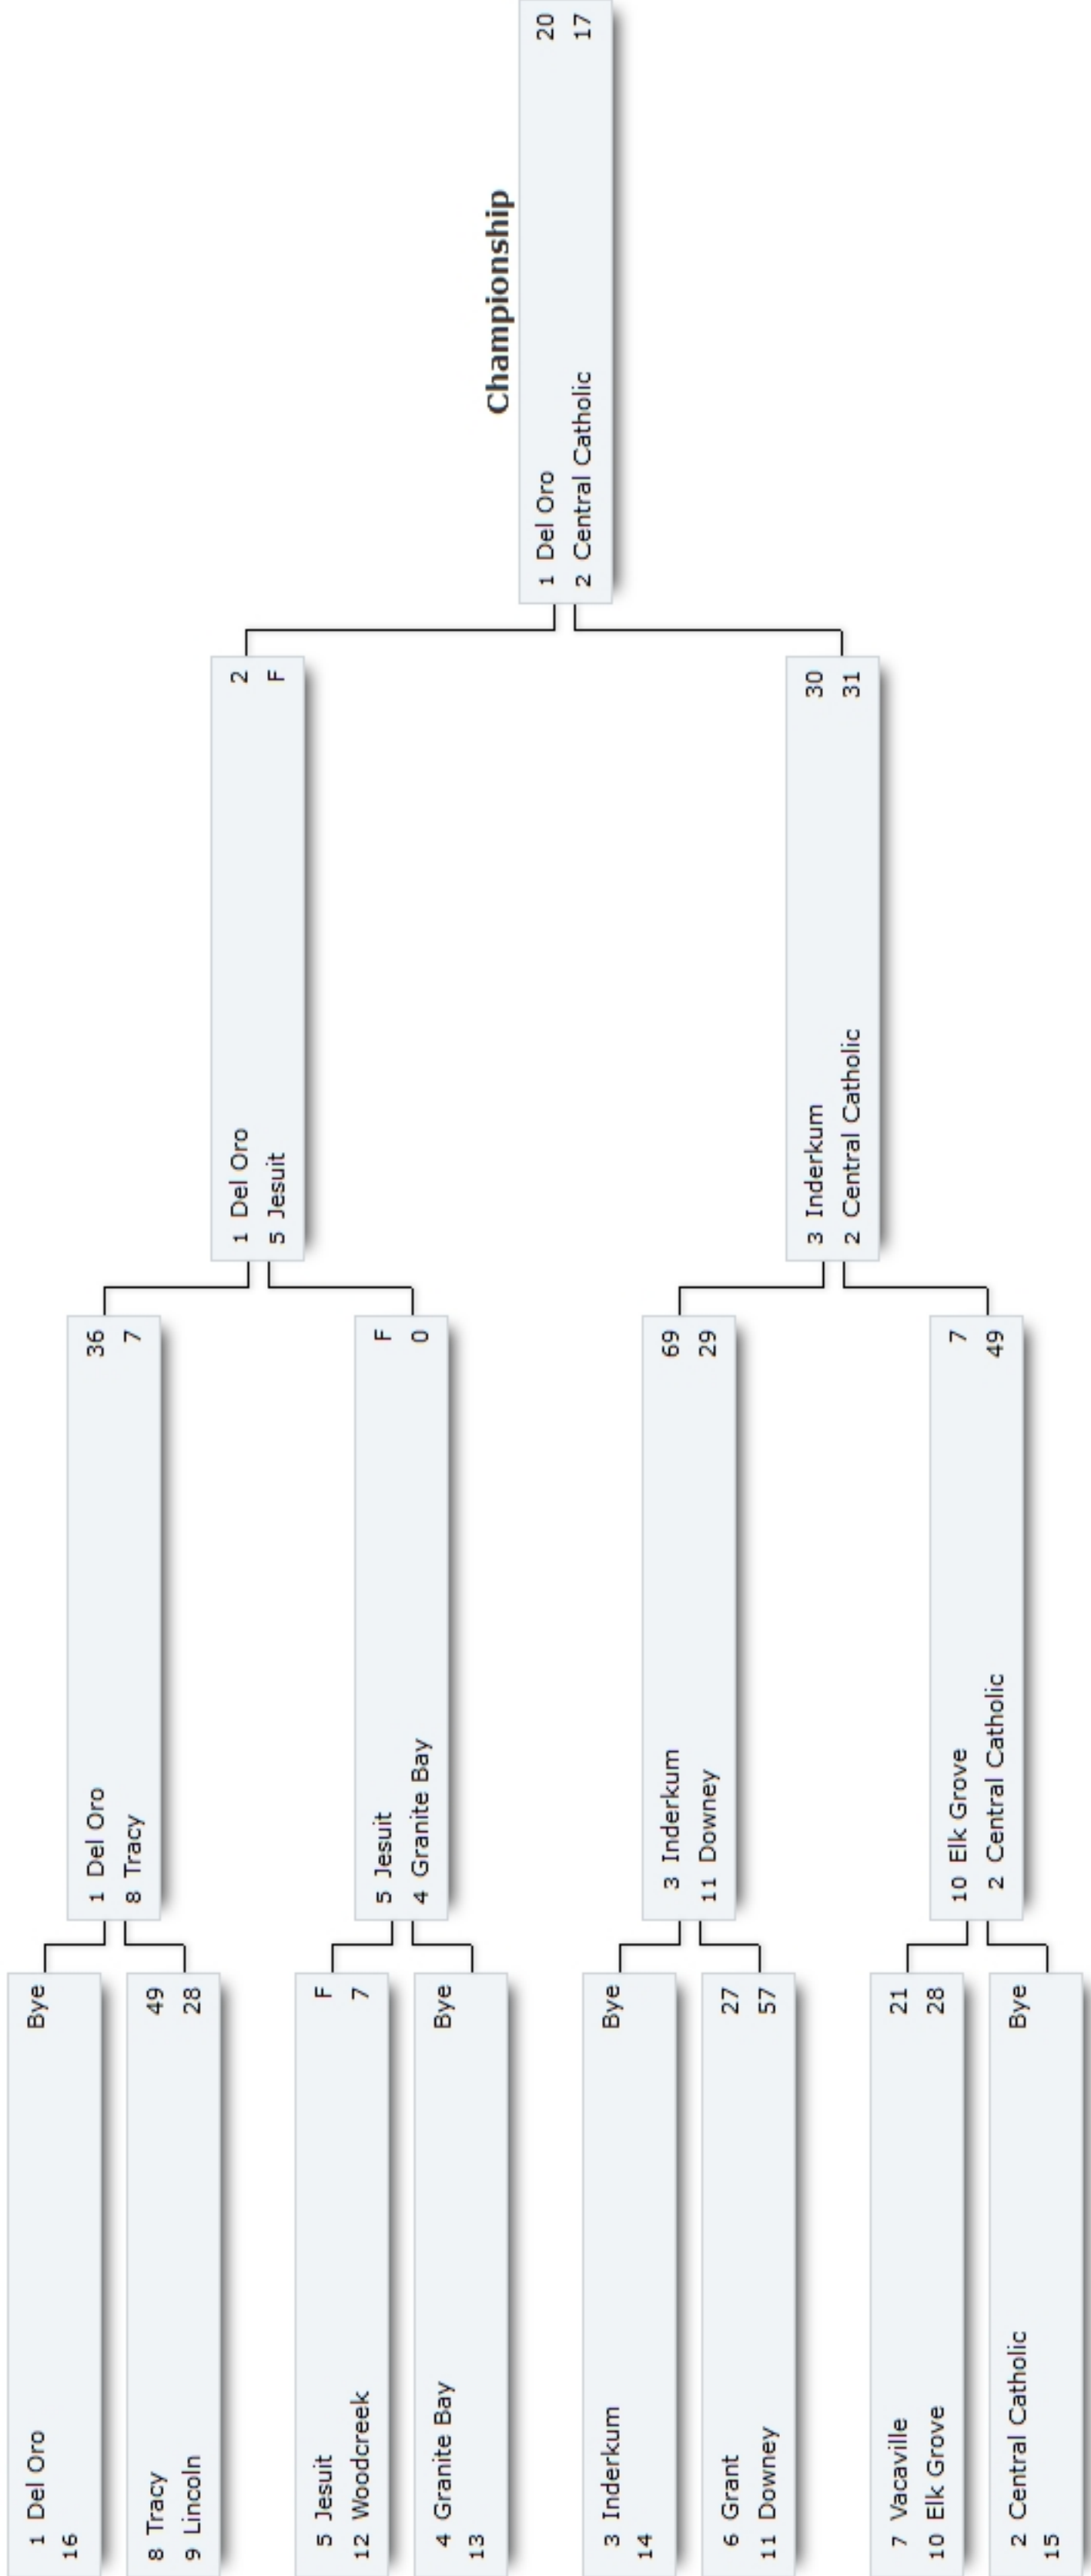 1 Del Oro Bye
16
8 Tracy 49
9 Lincoln 28
5 Jesuit F
12 Woodcreek 7
4 Granite Bay Bye
13
3 Inderkum Bye
14
6 Grant 27
11 Downey 57
7 Vacaville 21
10 Elk Grove 28
2 Central Catholic Bye
15
1 Del Oro 36
8 Tracy 7
5 Jesuit F
4 Granite Bay 0
3 Inderkum 69
11 Downey 29
10 Elk Grove 7
2 Central Catholic 49
1 Del Oro 2
5 Jesuit F
3 Inderkum 30
2 Central Catholic 31
Championship
1 Del Oro 20
2 Central Catholic 17